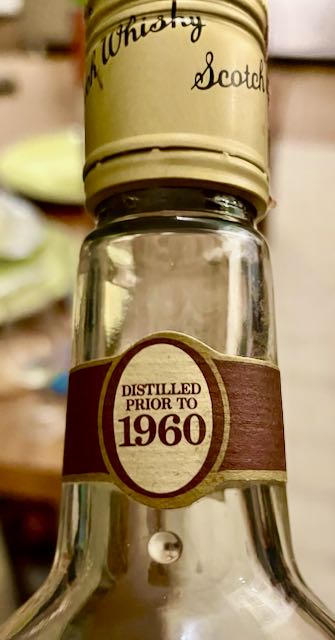 Whisky
Scotch
DISTILLED
PRIOR TO
1960